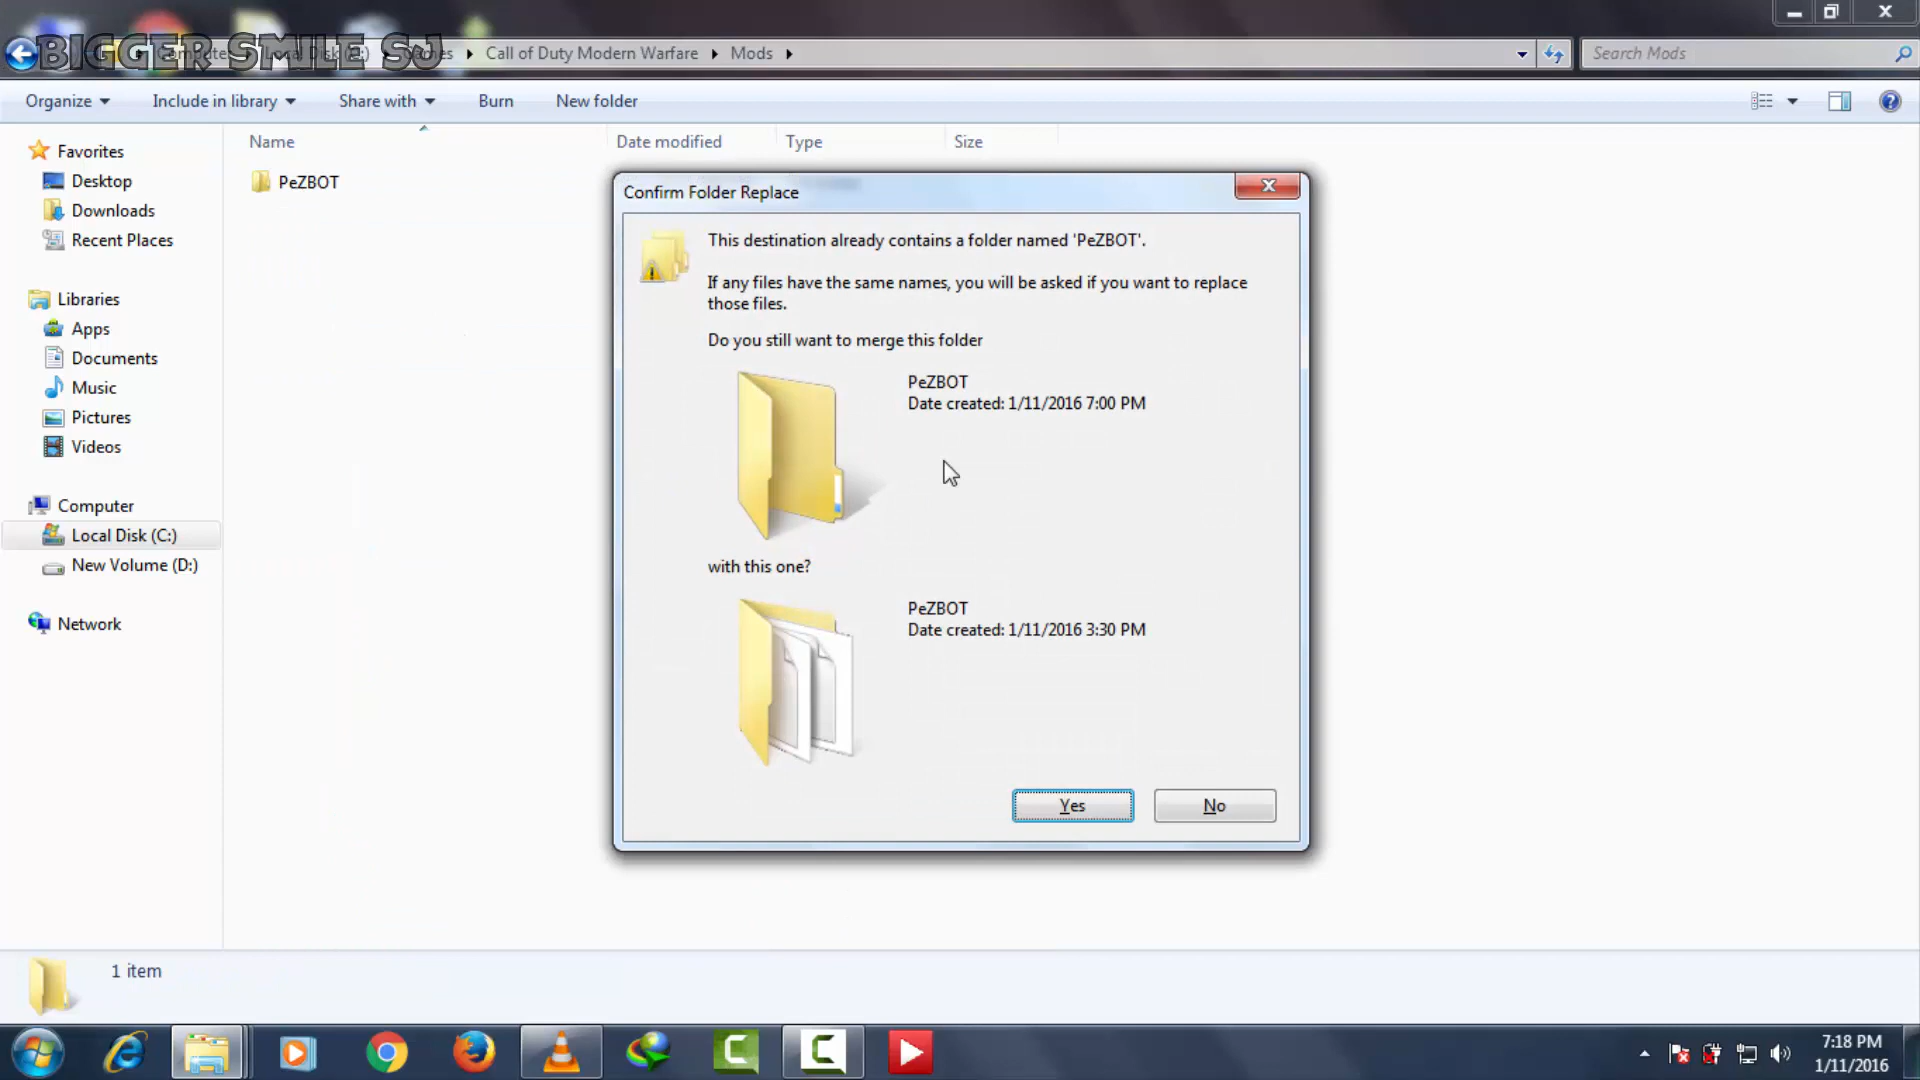 BIGGER SMILE SJ
Computer ▸ Local Disk (C:) ▸ Games ▸ Call of Duty Modern Warfare ▸ Mods ▸
Search Mods
Organize Include in library Share with Burn New folder
Name Date modified Type Size
Favorites
Desktop
Downloads
Recent Places
Libraries
Apps
Documents
Music
Pictures
Videos
Computer
Local Disk (C:)
New Volume (D:)
Network
PeZBOT
Confirm Folder Replace
This destination already contains a folder named 'PeZBOT'.
If any files have the same names, you will be asked if you want to replace
those files.
Do you still want to merge this folder
PeZBOT
Date created: 1/11/2016 7:00 PM
with this one?
PeZBOT
Date created: 1/11/2016 3:30 PM
Yes No
1 item
7:18 PM
1/11/2016